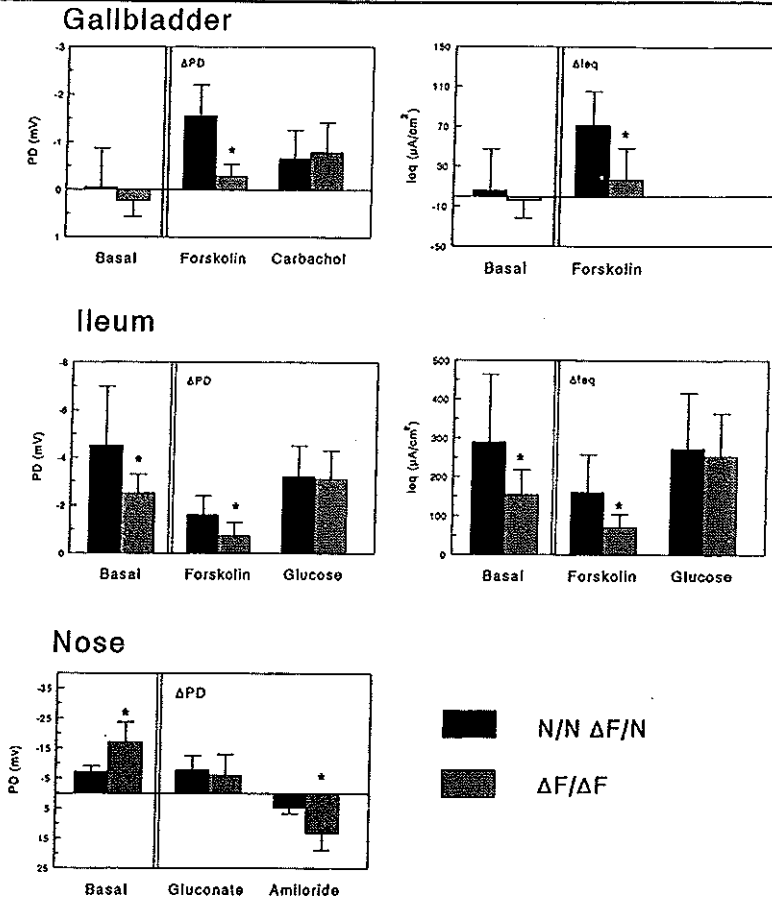 Gallbladder
PD (mV)
-3
-2
-1
0
1
ΔPD
*
Basal
Forskolin
Carbachol
Ieq (μA/cm²)
150
110
70
30
-10
+50
ΔIeq
*
Basal
Forskolin
Ileum
PD (mV)
-8
-6
-4
-2
0
ΔPD
*
*
Basal
Forskolin
Glucose
Ieq (μA/cm²)
500
400
300
200
100
0
ΔIeq
*
*
Basal
Forskolin
Glucose
Nose
PD (mv)
-35
-25
-15
-5
5
15
25
ΔPD
*
*
Basal
Gluconate
Amiloride
N/N ΔF/N
ΔF/ΔF